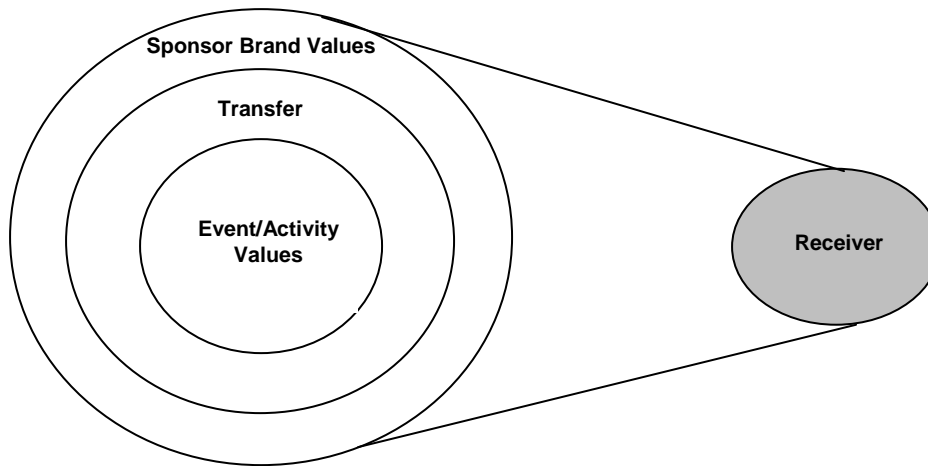 Sponsor Brand Values
Transfer
Event/Activity
Values
Receiver